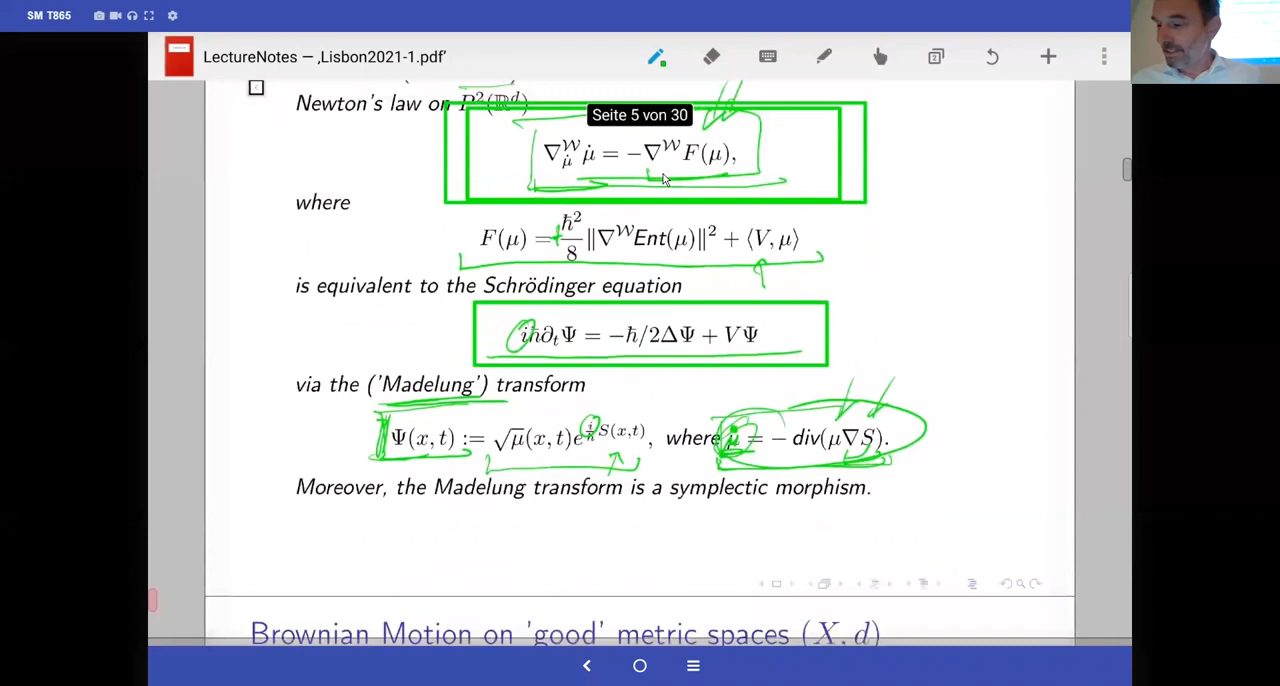 SM T865
LectureNotes – ‚Lisbon2021-1.pdf'
Newton's law on P²(ℝᵈ)
Seite 5 von 30
∇^𝒲_μ̇ μ̇ = −∇^𝒲 F(μ),
where
F(μ) = + ħ²/8 ‖∇^𝒲 Ent(μ)‖² + ⟨V, μ⟩
is equivalent to the Schrödinger equation
iħ∂ₜΨ = −ħ/2ΔΨ + VΨ
via the ('Madelung') transform
Ψ(x, t) := √μ(x, t)e^{i/ħ S(x,t)}, where μ̇ = − div(μ∇S).
Moreover, the Madelung transform is a symplectic morphism.
Brownian Motion on 'good' metric spaces (X, d)